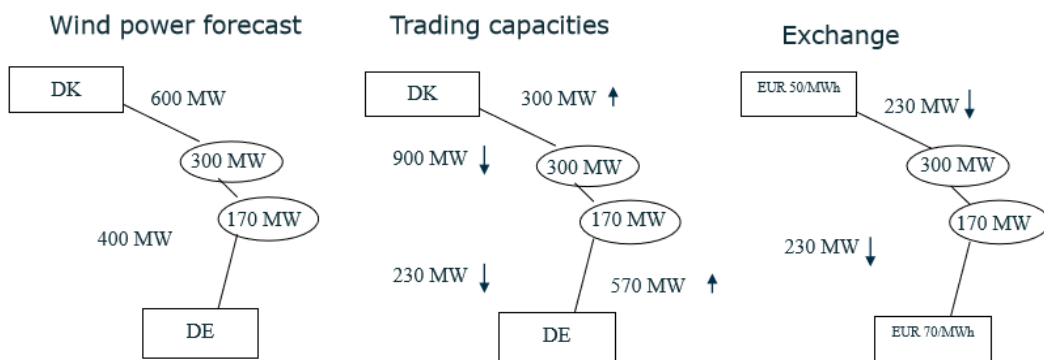 Wind power forecast
DK
600 MW
300 MW
170 MW
400 MW
DE
Trading capacities
DK
300 MW
900 MW
300 MW
170 MW
230 MW
570 MW
DE
Exchange
EUR 50/MWh
230 MW
300 MW
170 MW
230 MW
EUR 70/MWh